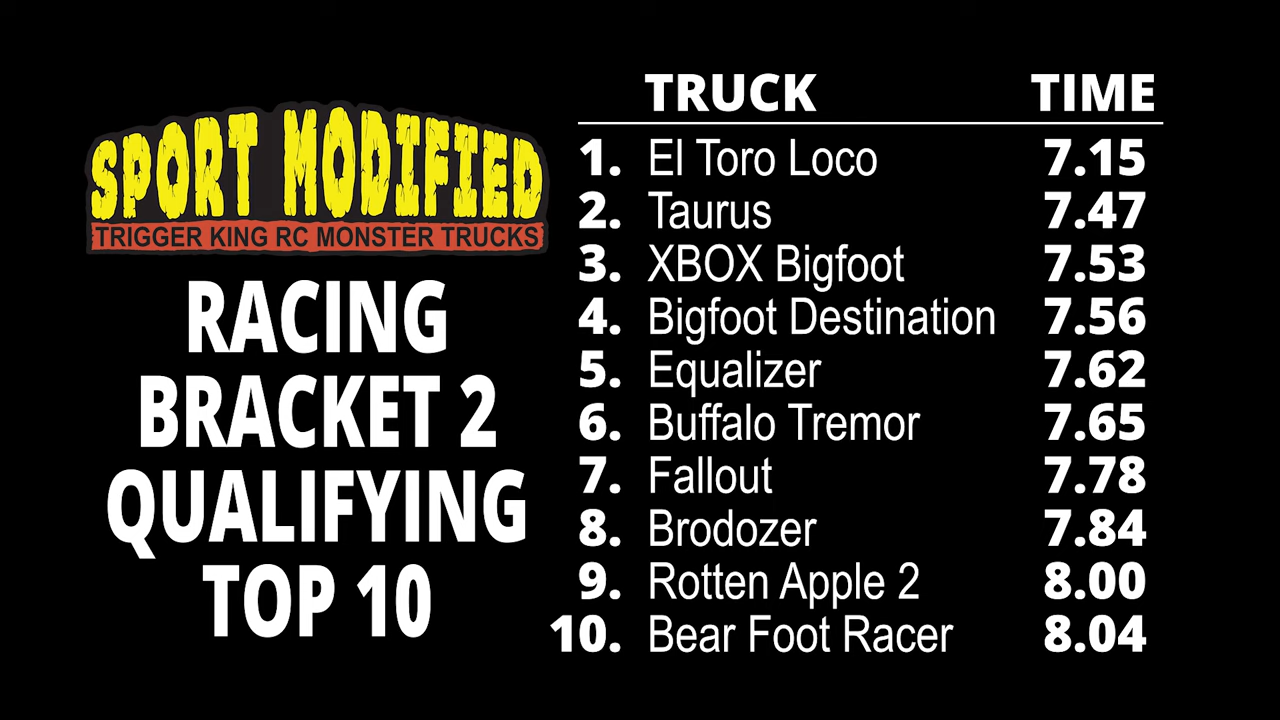 SPORT MODIFIED
TRIGGER KING RC MONSTER TRUCKS
RACING
BRACKET 2
QUALIFYING
TOP 10
TRUCK TIME
1. El Toro Loco 7.15
2. Taurus 7.47
3. XBOX Bigfoot 7.53
4. Bigfoot Destination 7.56
5. Equalizer 7.62
6. Buffalo Tremor 7.65
7. Fallout 7.78
8. Brodozer 7.84
9. Rotten Apple 2 8.00
10. Bear Foot Racer 8.04